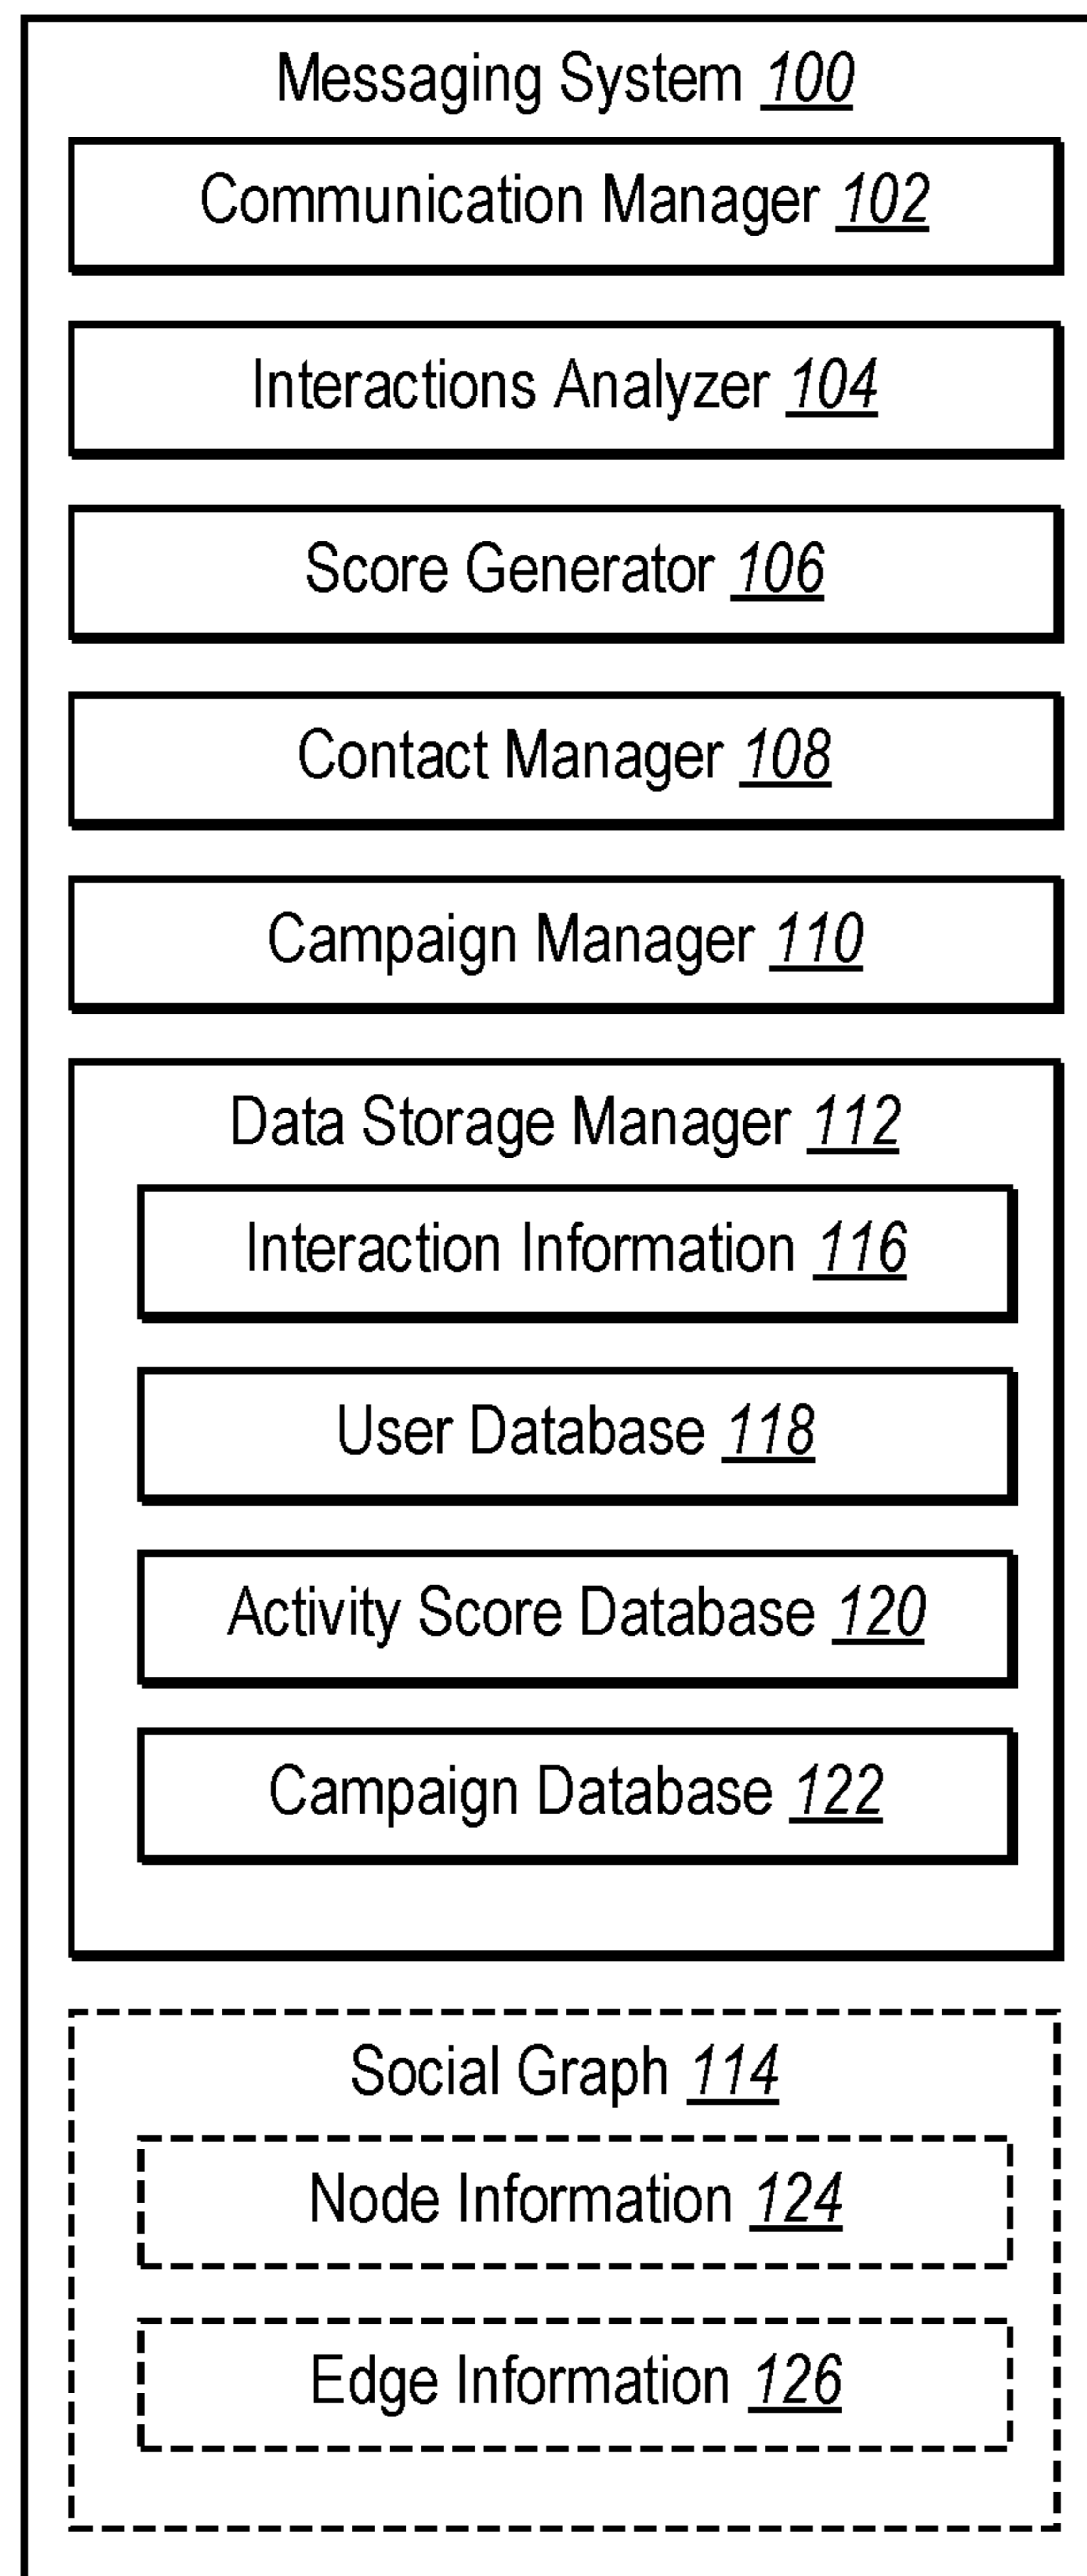 Messaging System 100
Communication Manager 102
Interactions Analyzer 104
Score Generator 106
Contact Manager 108
Campaign Manager 110
Data Storage Manager 112
Interaction Information 116
User Database 118
Activity Score Database 120
Campaign Database 122
Social Graph 114
Node Information 124
Edge Information 126